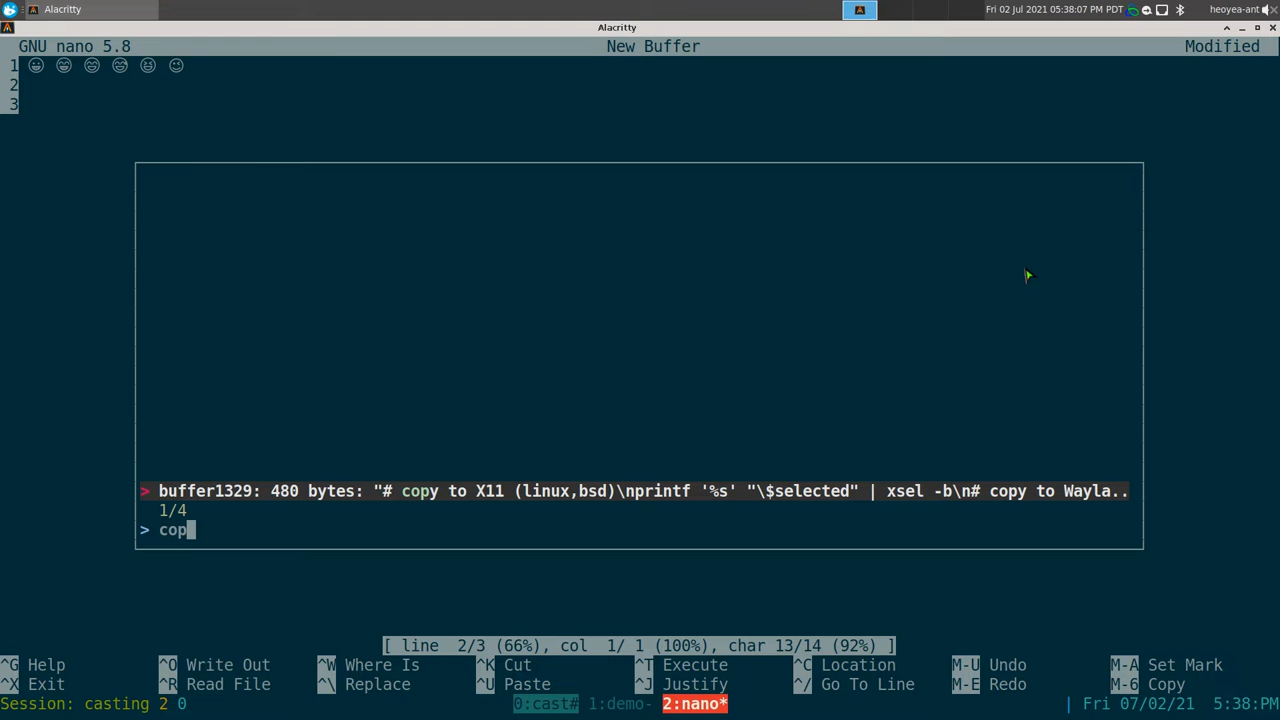 Alacritty Fri 02 Jul 2021 05:38:07 PM PDT heoyea-ant
Alacritty
GNU nano 5.8 New Buffer Modified
1 😀 😁 😄 😅 😆 😉
2
3
> buffer1329: 480 bytes: "# copy to X11 (linux,bsd)\nprintf '%s' "\$selected" | xsel -b\n# copy to Wayla..
1/4
> cop
[ line 2/3 (66%), col 1/ 1 (100%), char 13/14 (92%) ]
^G Help ^O Write Out ^W Where Is ^K Cut ^T Execute ^C Location M-U Undo M-A Set Mark
^X Exit ^R Read File ^\ Replace ^U Paste ^J Justify ^/ Go To Line M-E Redo M-6 Copy
Session: casting 2 0 0:cast# 1:demo- 2:nano* | Fri 07/02/21 5:38:PM